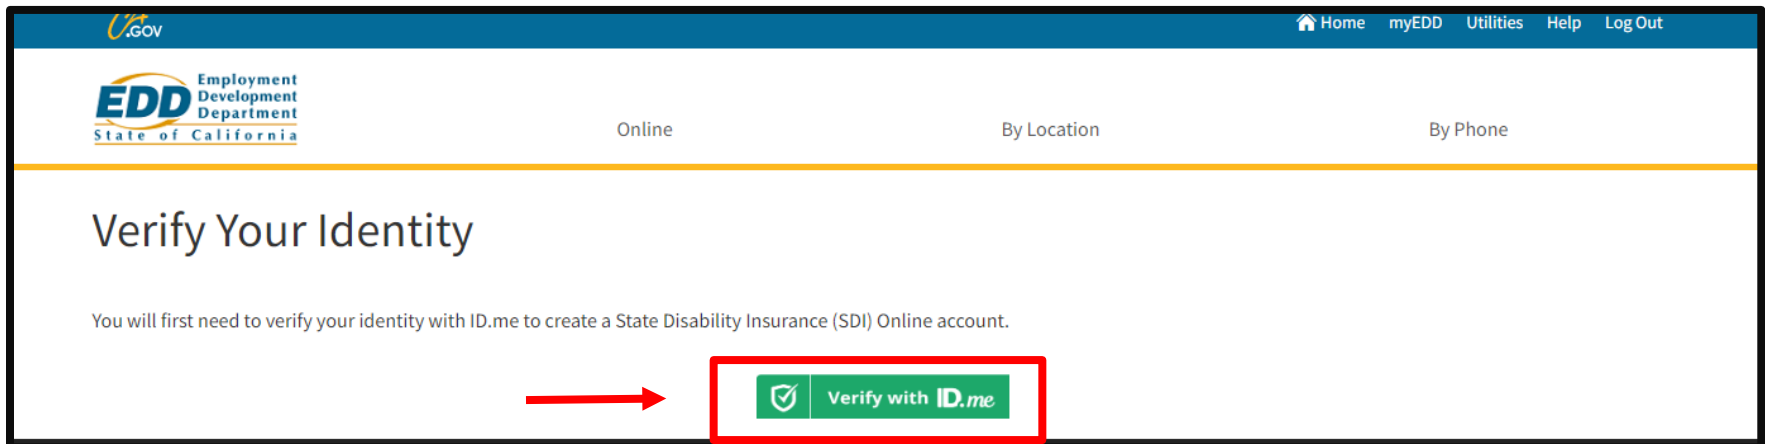 CA.GOV
Home myEDD Utilities Help Log Out
EDD Employment
Development
Department
State of California
Online By Location By Phone
Verify Your Identity
You will first need to verify your identity with ID.me to create a State Disability Insurance (SDI) Online account.
Verify with ID.me